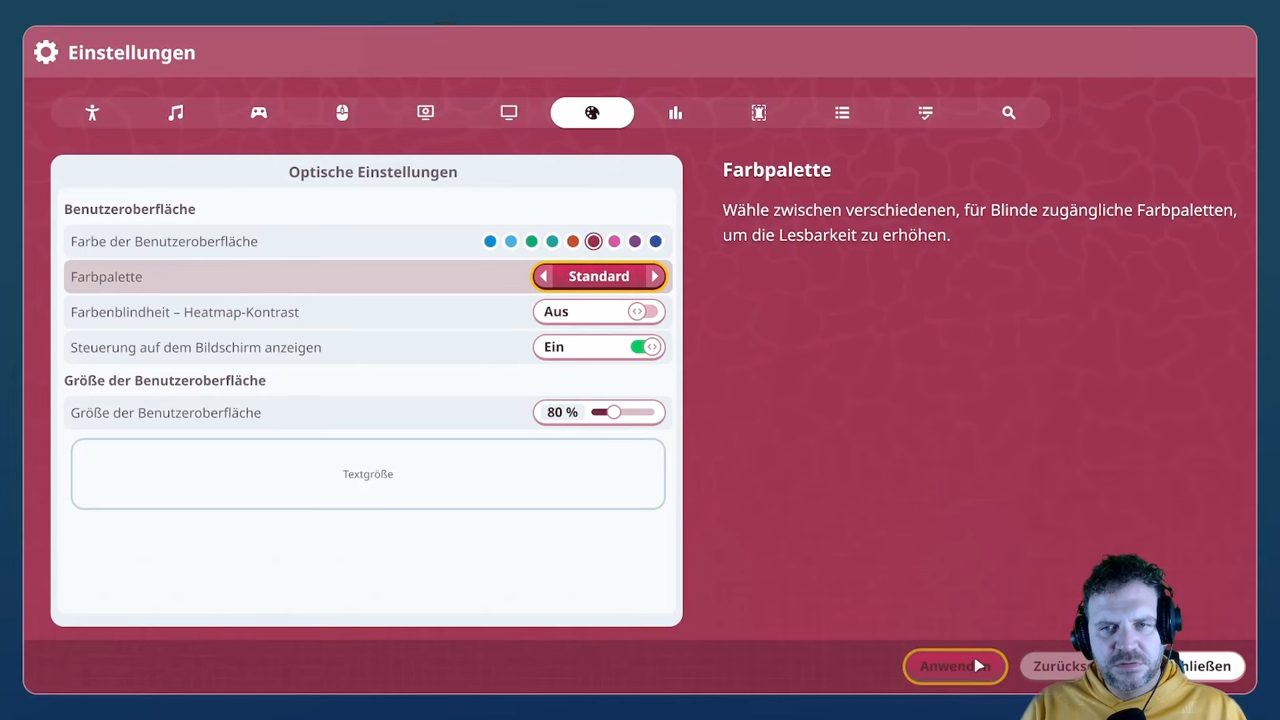 Einstellungen
Optische Einstellungen
Benutzeroberfläche
Farbe der Benutzeroberfläche
Farbpalette
Standard
Farbenblindheit – Heatmap-Kontrast
Aus
Steuerung auf dem Bildschirm anzeigen
Ein
Größe der Benutzeroberfläche
Größe der Benutzeroberfläche
80 %
Textgröße
Farbpalette
Wähle zwischen verschiedenen, für Blinde zugängliche Farbpaletten,
um die Lesbarkeit zu erhöhen.